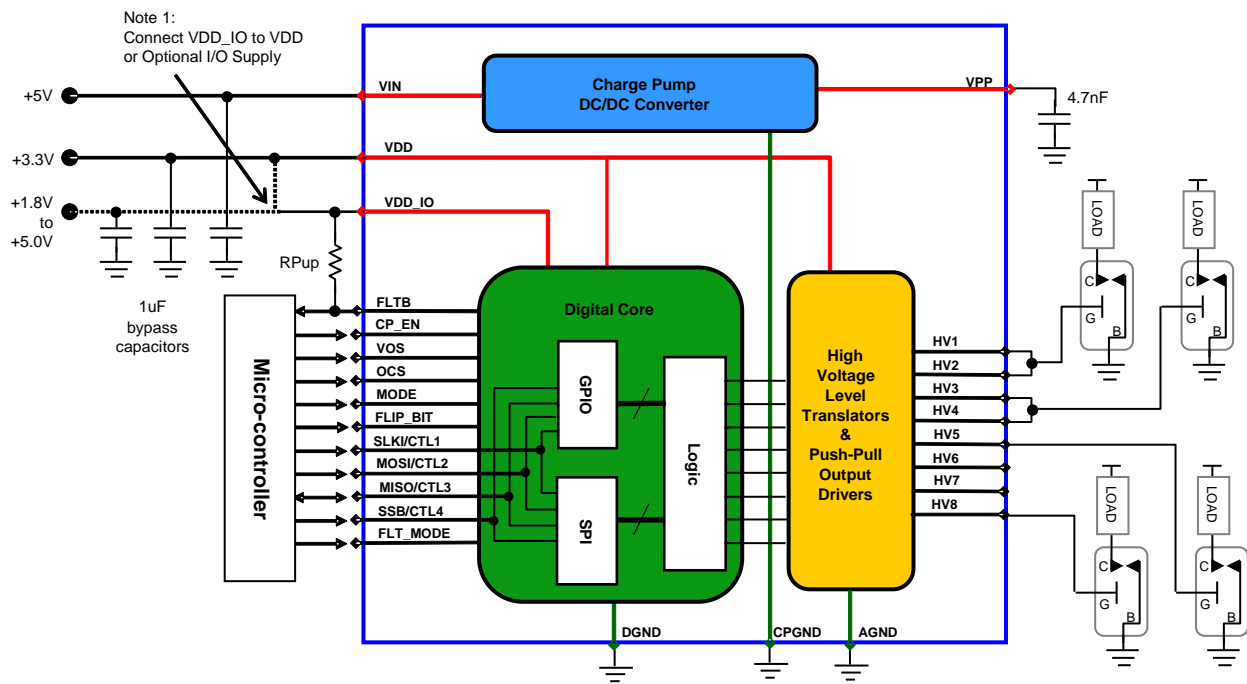 Note 1:
Connect VDD_IO to VDD
or Optional I/O Supply
+5V
+3.3V
+1.8V
to
+5.0V
VIN
VDD
VDD_IO
Charge Pump
DC/DC Converter
VPP
4.7nF
RPup
1uF
bypass
capacitors
Micro-controller
FLTB
CP_EN
VOS
OCS
MODE
FLIP_BIT
SLKI/CTL1
MOSI/CTL2
MISO/CTL3
SSB/CTL4
FLT_MODE
Digital Core
GPIO
SPI
Logic
High
Voltage
Level
Translators
&
Push-Pull
Output
Drivers
HV1
HV2
HV3
HV4
HV5
HV6
HV7
HV8
DGND
CPGND
AGND
LOAD
C
G
B
LOAD
C
G
B
LOAD
C
G
B
LOAD
C
G
B